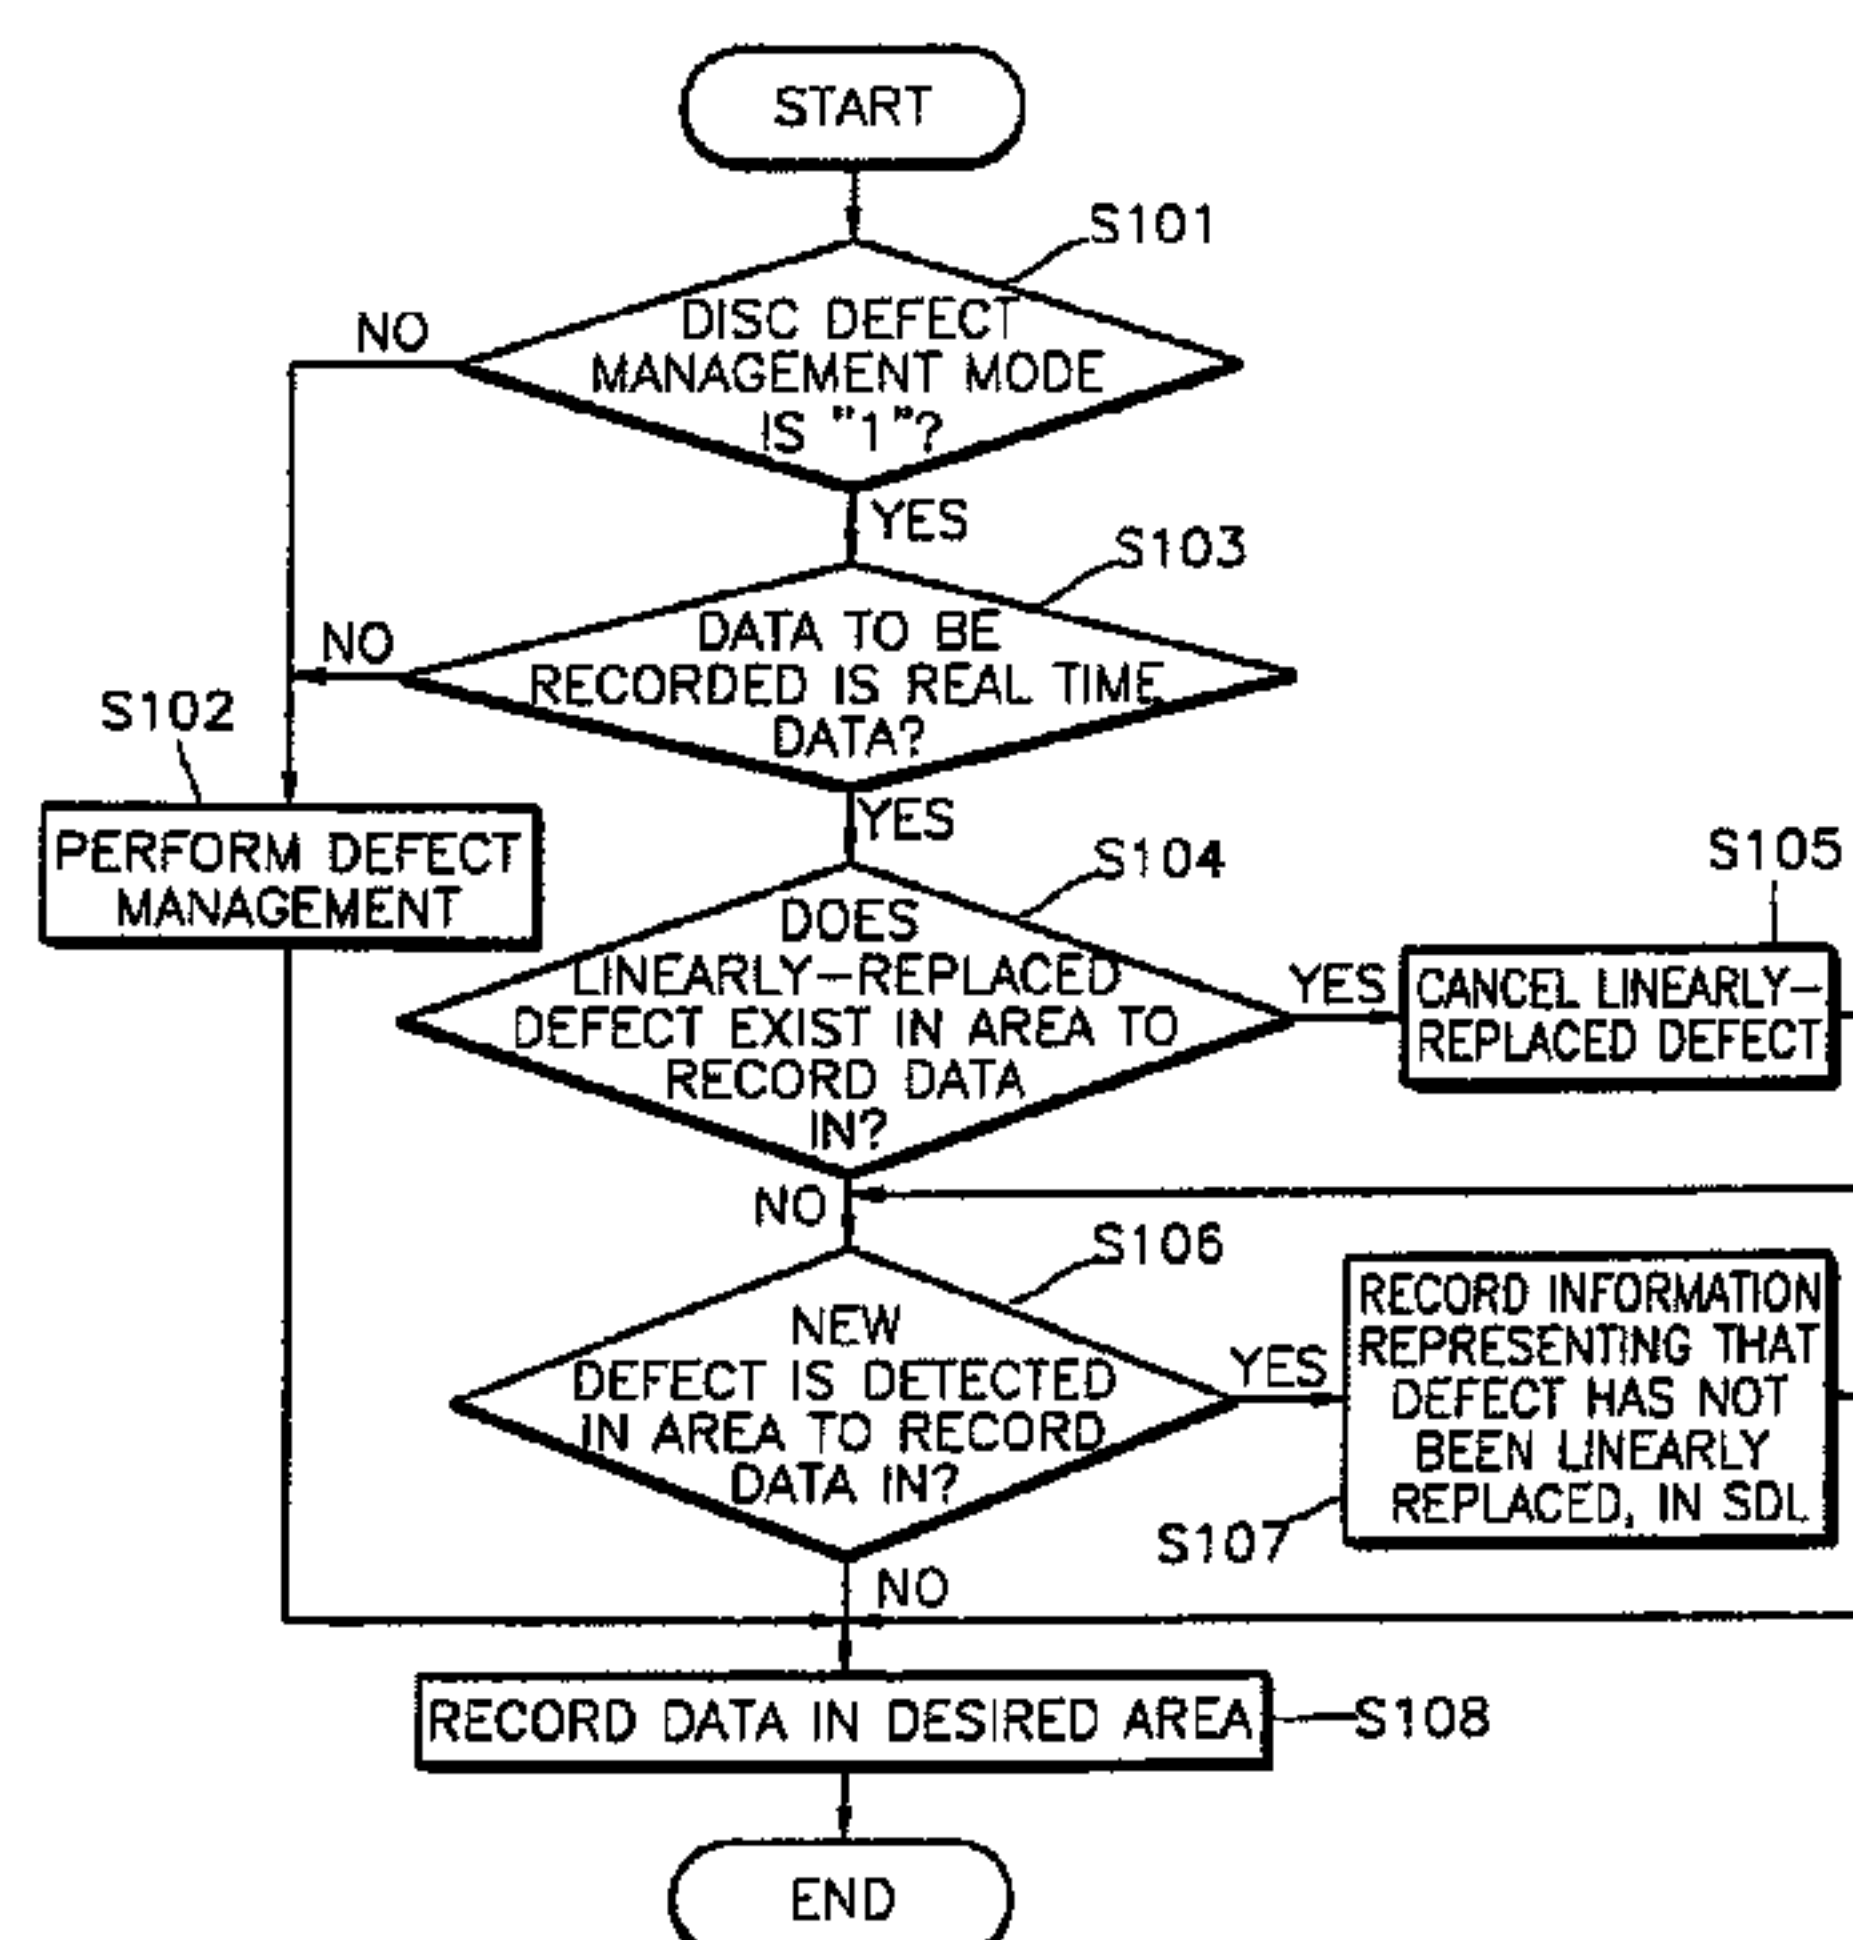 START
S101
DISC DEFECT
MANAGEMENT MODE
IS "1"?
NO
YES
S103
DATA TO BE
RECORDED IS REAL TIME
DATA?
NO
S102
PERFORM DEFECT
MANAGEMENT
YES
S104
DOES
LINEARLY-REPLACED
DEFECT EXIST IN AREA TO
RECORD DATA
IN?
YES
S105
CANCEL LINEARLY-
REPLACED DEFECT
NO
S106
NEW
DEFECT IS DETECTED
IN AREA TO RECORD
DATA IN?
YES
RECORD INFORMATION
REPRESENTING THAT
DEFECT HAS NOT
BEEN LINEARLY
REPLACED, IN SDL
S107
NO
RECORD DATA IN DESIRED AREA
S108
END